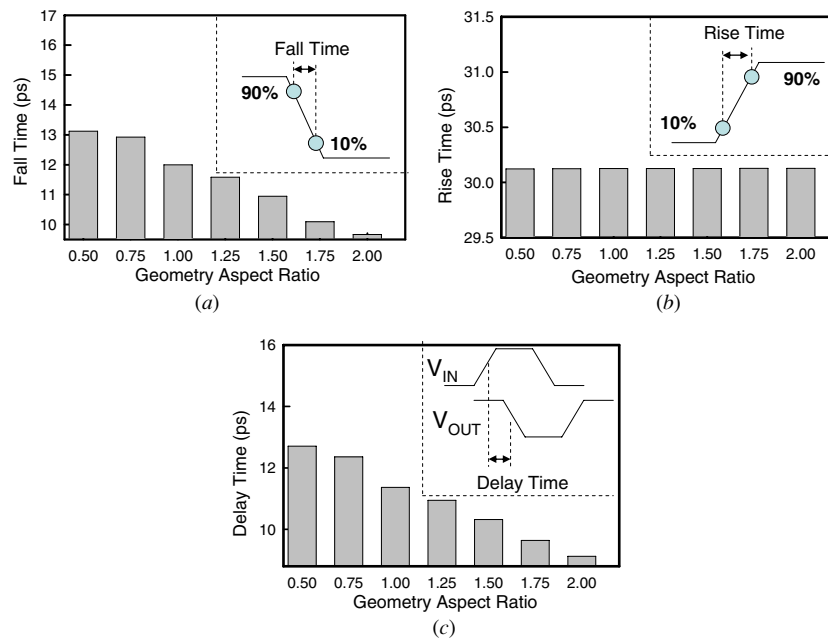 17
16
15
14
13
12
11
10
Fall Time (ps)
Fall Time
90%
10%
0.50 0.75 1.00 1.25 1.50 1.75 2.00
Geometry Aspect Ratio
(a)
31.5
31.0
30.5
30.0
29.5
Rise Time (ps)
Rise Time
90%
10%
0.50 0.75 1.00 1.25 1.50 1.75 2.00
Geometry Aspect Ratio
(b)
16
14
12
10
Delay Time (ps)
VIN
VOUT
Delay Time
0.50 0.75 1.00 1.25 1.50 1.75 2.00
Geometry Aspect Ratio
(c)